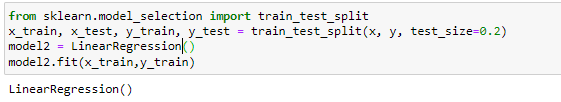 from sklearn.model_selection import train_test_split
x_train, x_test, y_train, y_test = train_test_split(x, y, test_size=0.2)
model2 = LinearRegression()
model2.fit(x_train,y_train)
LinearRegression()